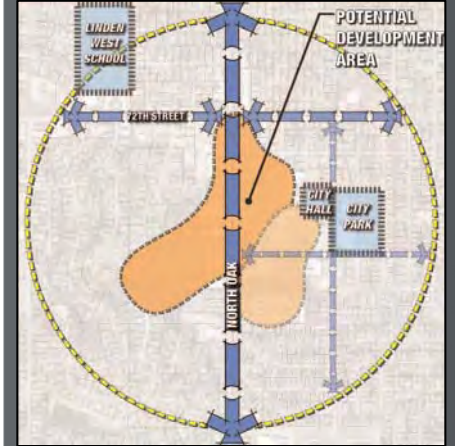 LINDEN
WEST
SCHOOL
POTENTIAL
DEVELOPMENT
AREA
72TH STREET
CITY
HALL
CITY
PARK
NORTH OAK